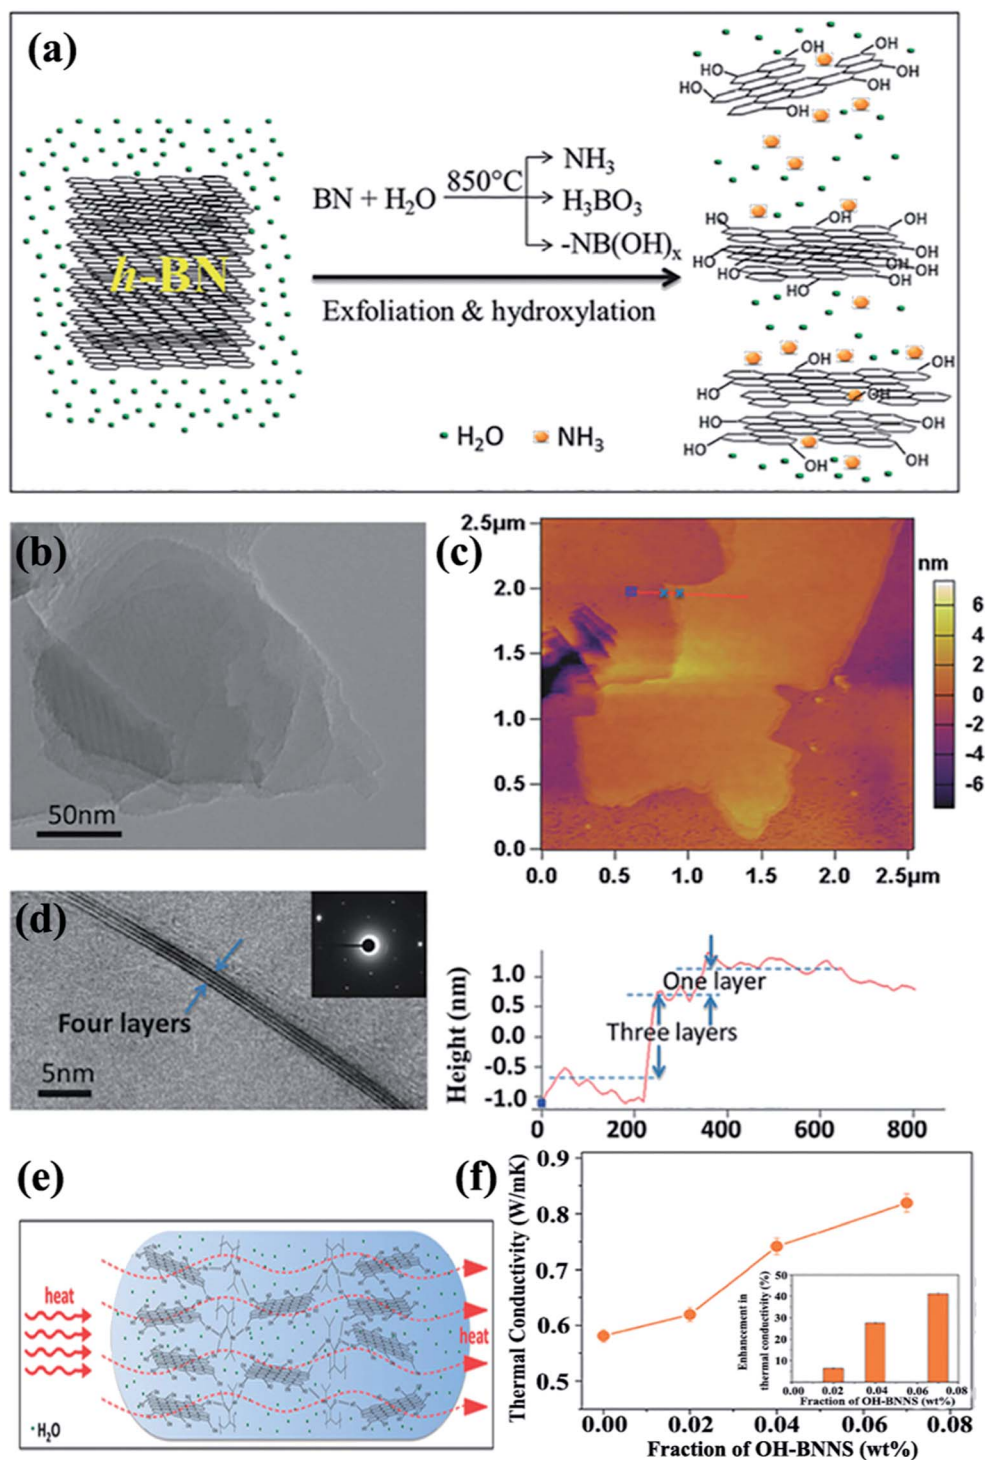 (a)
h-BN
BN + H₂O
850°C
NH₃
H₃BO₃
-NB(OH)ₓ
Exfoliation & hydroxylation
H₂O
NH₃
OH
OH
HO
OH
HO
OH
OH
HO
OH
OH
HO
OH
HO
OH
OH
HO
OH
HO
OH
OH
HO
OH
OH
HO
OH
HO
OH
OH
(b)
50nm
(c)
2.5μm
2.0
1.5
1.0
0.5
0.0
0.0
0.5
1.0
1.5
2.0
2.5μm
nm
6
4
2
0
-2
-4
-6
(d)
Four layers
5nm
Height (nm)
1.0
0.5
0.0
-0.5
-1.0
One layer
Three layers
0
200
400
600
800
(e)
heat
heat
H₂O
(f)
Thermal Conductivity (W/mK)
0.9
0.8
0.7
0.6
0.5
0.00
0.02
0.04
0.06
0.08
Fraction of OH-BNNS (wt%)
Enhancement in
thermal conductivity (%)
50
40
30
20
10
0.00
0.02
0.04
0.06
0.08
Fraction of OH-BNNS (wt%)